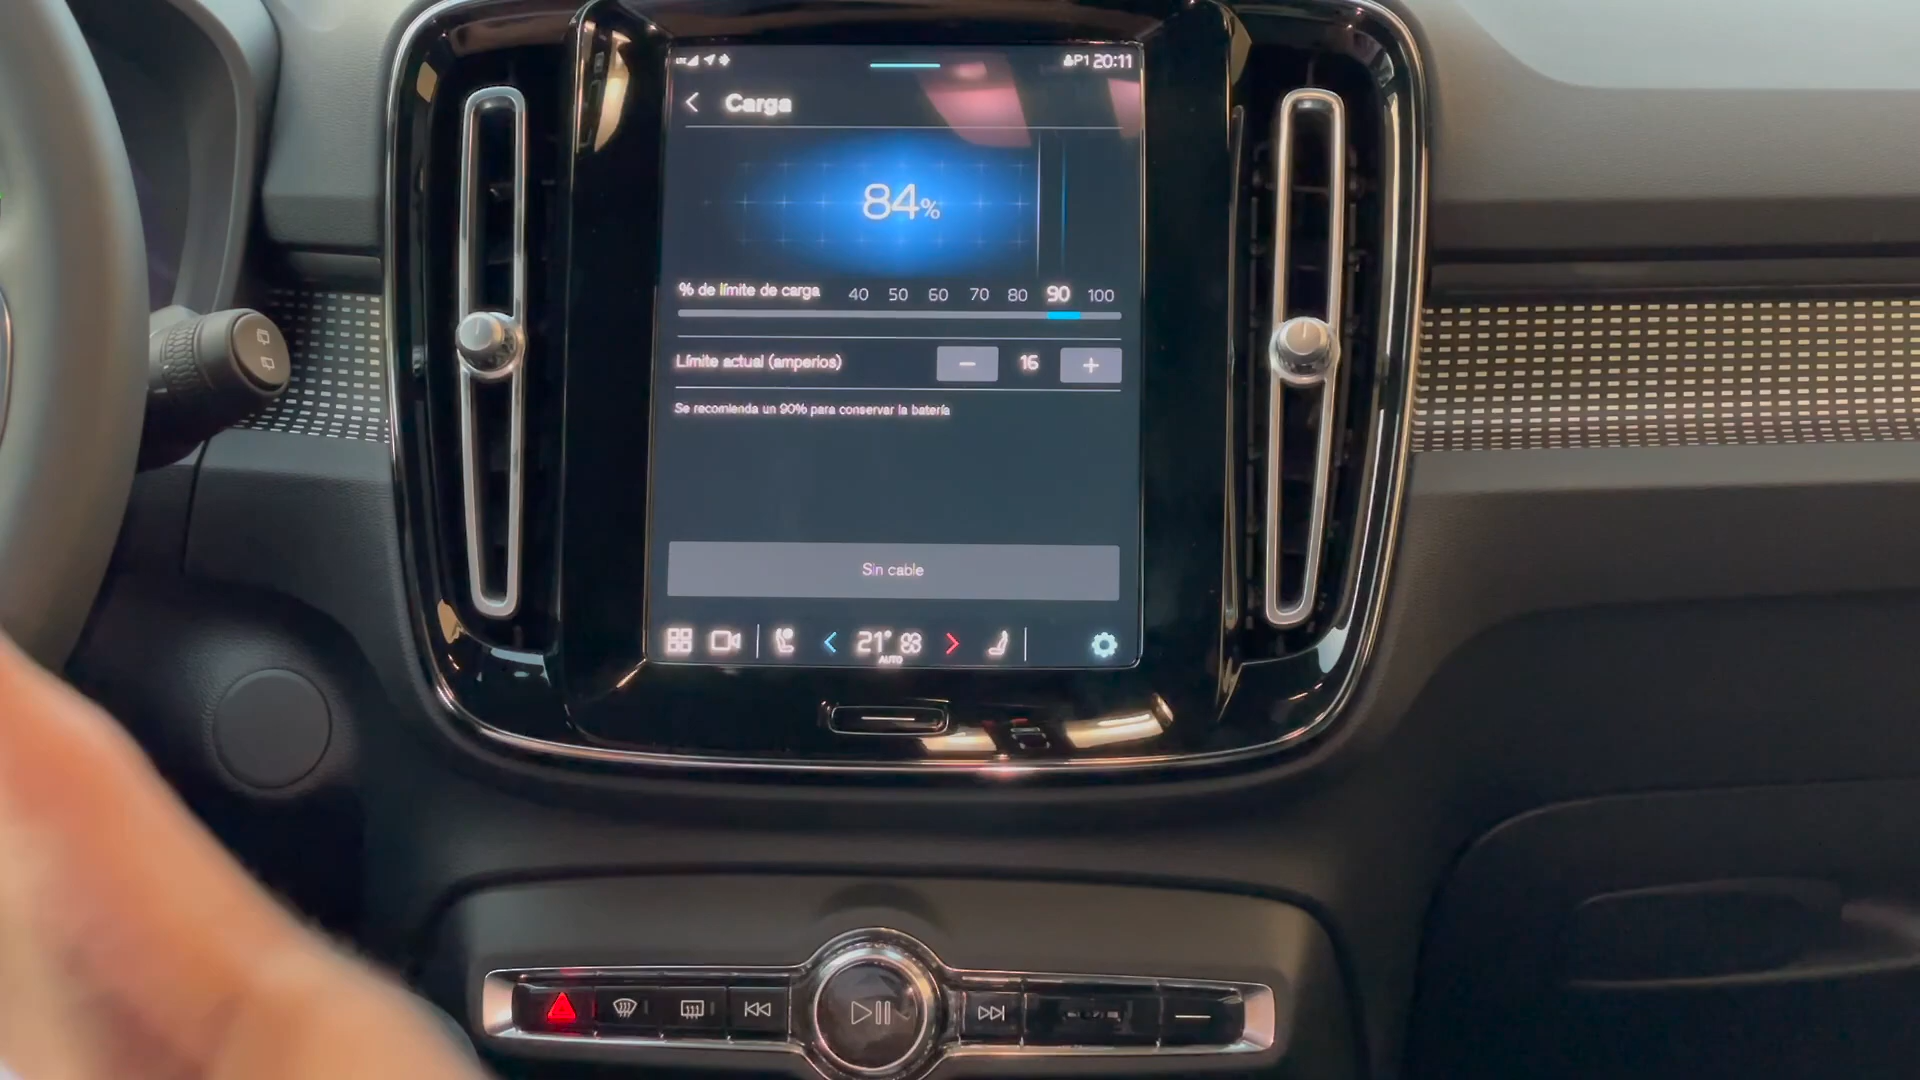 LTE P1 20:11
Carga
84%
% de límite de carga 40 50 60 70 80 90 100
Límite actual (amperios) − 16 +
Se recomienda un 90% para conservar la batería
Sin cable
21°
AUTO